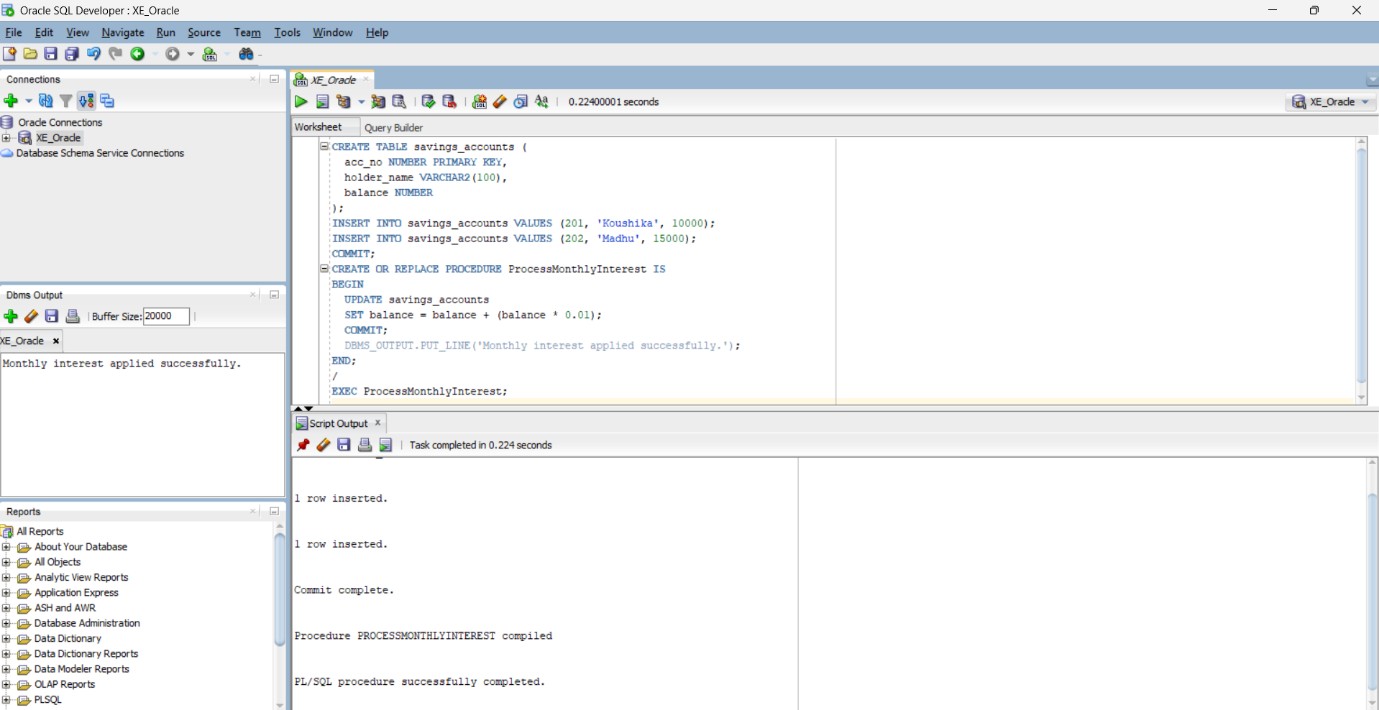 Oracle SQL Developer : XE_Oracle
File Edit View Navigate Run Source Team Tools Window Help
Connections
Oracle Connections
XE_Oracle
Database Schema Service Connections
Dbms Output
Buffer Size: 20000
XE_Oracle
Monthly interest applied successfully.
Reports
All Reports
About Your Database
All Objects
Analytic View Reports
Application Express
ASH and AWR
Database Administration
Data Dictionary
Data Dictionary Reports
Data Modeler Reports
OLAP Reports
PLSQL
XE_Oracle
0.22400001 seconds
XE_Oracle
Worksheet Query Builder
CREATE TABLE savings_accounts (
acc_no NUMBER PRIMARY KEY,
holder_name VARCHAR2(100),
balance NUMBER
);
INSERT INTO savings_accounts VALUES (201, 'Koushika', 10000);
INSERT INTO savings_accounts VALUES (202, 'Madhu', 15000);
COMMIT;
CREATE OR REPLACE PROCEDURE ProcessMonthlyInterest IS
BEGIN
UPDATE savings_accounts
SET balance = balance + (balance * 0.01);
COMMIT;
DBMS_OUTPUT.PUT_LINE('Monthly interest applied successfully.');
END;
/
EXEC ProcessMonthlyInterest;
Script Output
Task completed in 0.224 seconds
1 row inserted.
1 row inserted.
Commit complete.
Procedure PROCESSMONTHLYINTEREST compiled
PL/SQL procedure successfully completed.